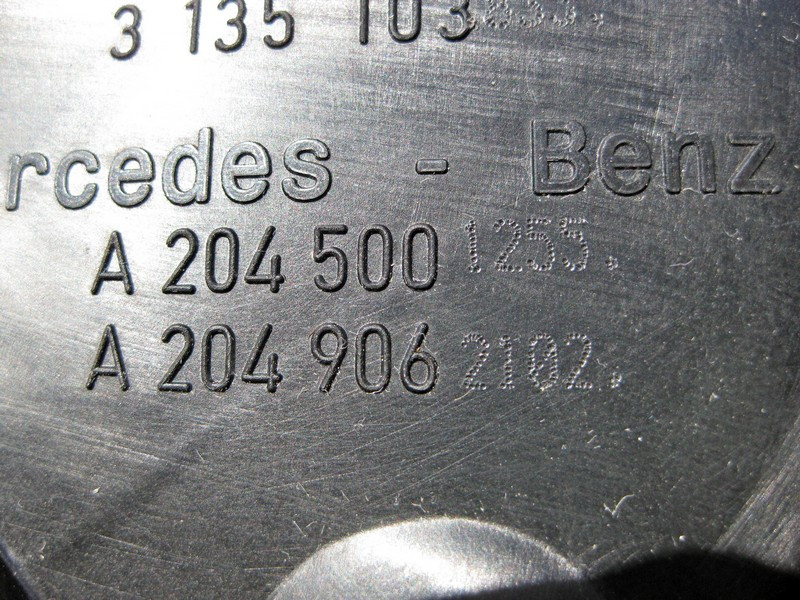 3 135 103
rcedes - Benz
A 204 500 1255.
A 204 906 2102.